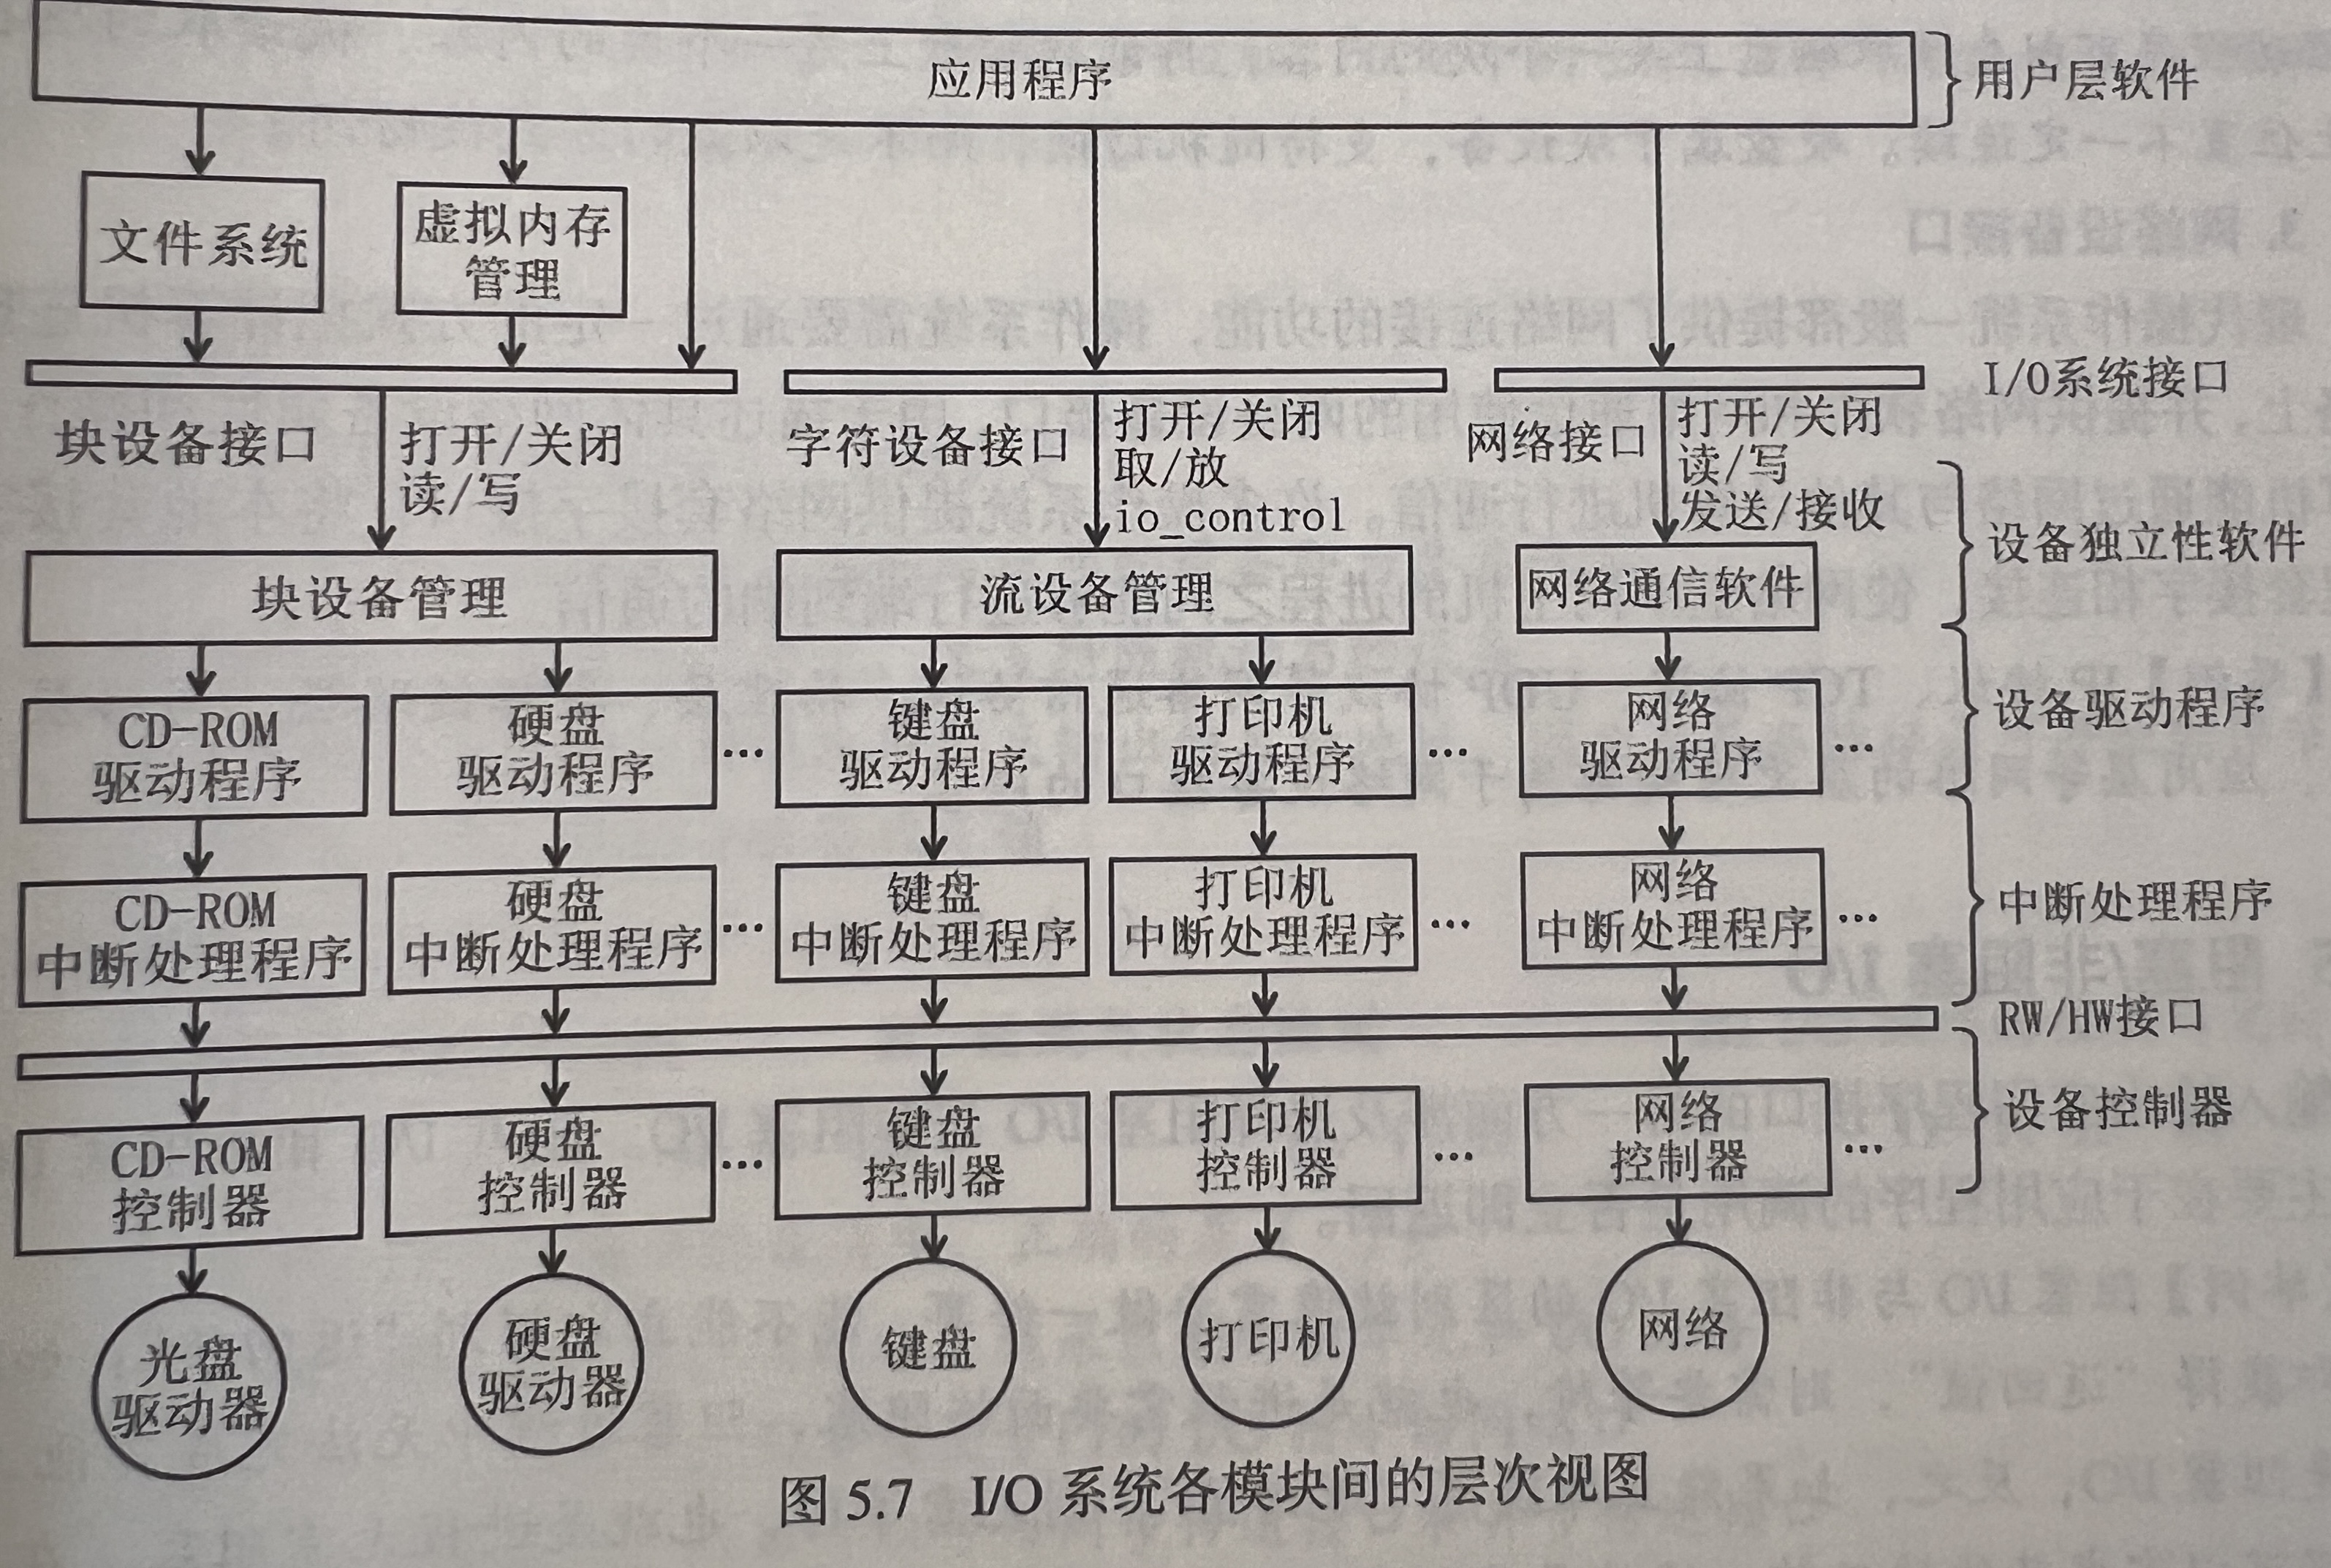 应用程序
用户层软件
文件系统
虚拟内存
管理
I/O系统接口
块设备接口
打开/关闭
读/写
字符设备接口
打开/关闭
取/放
io_control
网络接口
打开/关闭
读/写
发送/接收
设备独立性软件
块设备管理
流设备管理
网络通信软件
CD-ROM
驱动程序
硬盘
驱动程序
...
键盘
驱动程序
打印机
驱动程序
...
网络
驱动程序
...
设备驱动程序
CD-ROM
中断处理程序
硬盘
中断处理程序
...
键盘
中断处理程序
打印机
中断处理程序
...
网络
中断处理程序
...
中断处理程序
RW/HW接口
CD-ROM
控制器
硬盘
控制器
...
键盘
控制器
打印机
控制器
...
网络
控制器
...
设备控制器
光盘
驱动器
硬盘
驱动器
键盘
打印机
网络
图 5.7 I/O 系统各模块间的层次视图